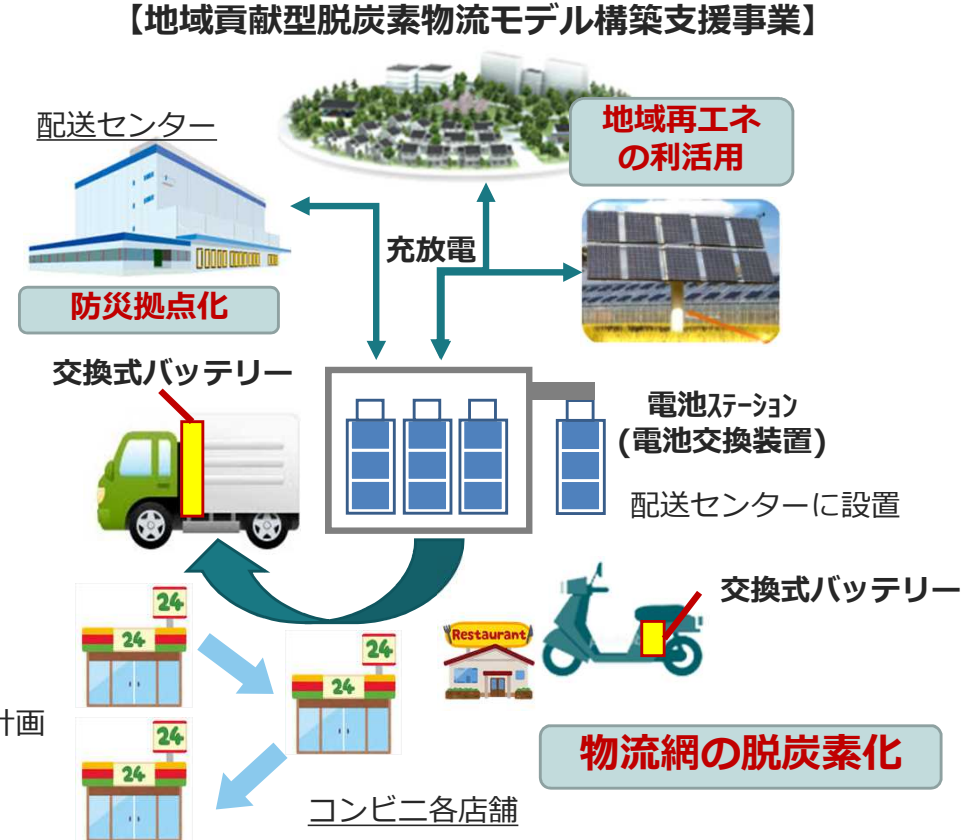 【地域貢献型脱炭素物流モデル構築支援事業】
配送センター
地域再エネ
の利活用
充放電
防災拠点化
交換式バッテリー
電池ｽﾃｰｼｮﾝ
(電池交換装置)
配送センターに設置
交換式バッテリー
24
24
Restaurant
24
24
計画
24
24
物流網の脱炭素化
コンビニ各店舗